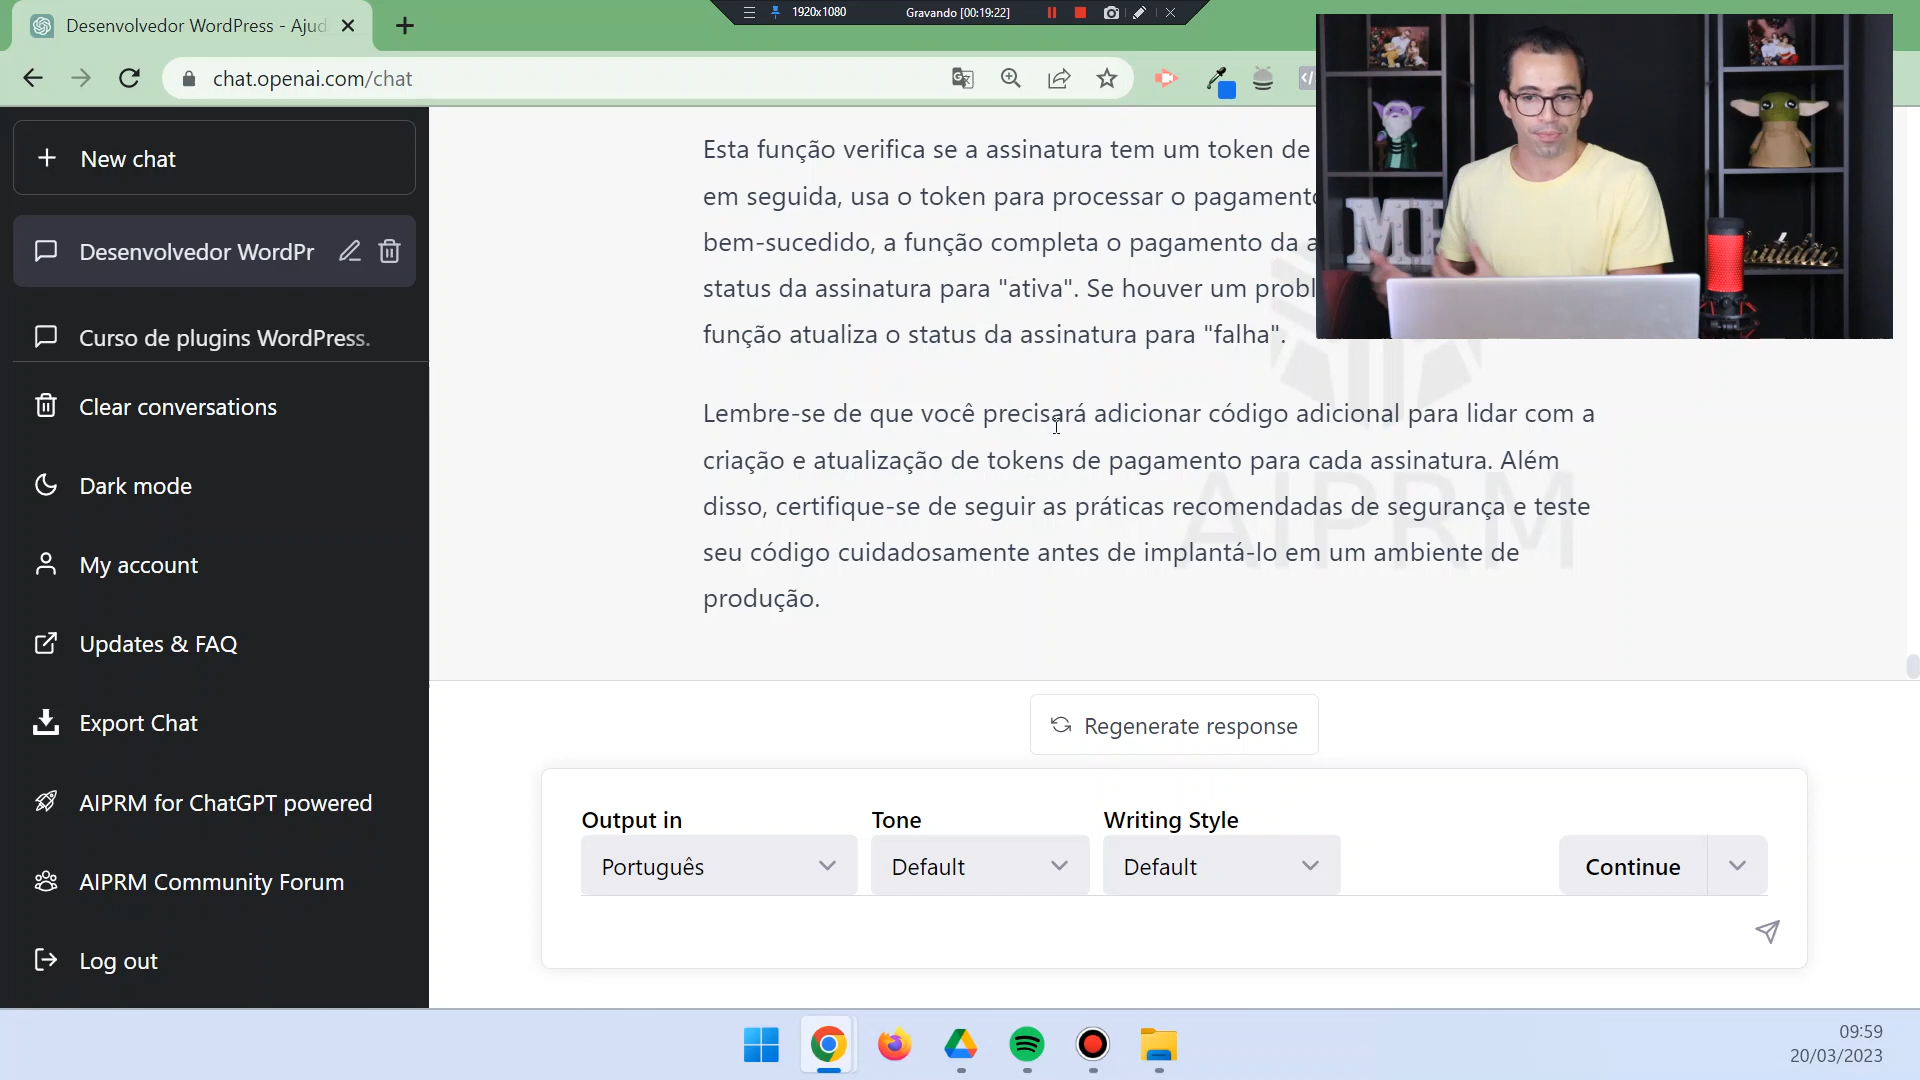 Desenvolvedor WordPress - Ajud
1920x1080
Gravando [00:19:22]
chat.openai.com/chat
New chat
Desenvolvedor WordPr
Curso de plugins WordPress.
Clear conversations
Dark mode
My account
Updates & FAQ
Export Chat
AIPRM for ChatGPT powered
AIPRM Community Forum
Log out
Esta função verifica se a assinatura tem um token de
em seguida, usa o token para processar o pagamento
bem-sucedido, a função completa o pagamento da a
status da assinatura para "ativa". Se houver um probl
função atualiza o status da assinatura para "falha".
Lembre-se de que você precisará adicionar código adicional para lidar com a
criação e atualização de tokens de pagamento para cada assinatura. Além
disso, certifique-se de seguir as práticas recomendadas de segurança e teste
seu código cuidadosamente antes de implantá-lo em um ambiente de
produção.
AIPRM
Regenerate response
Output in
Tone
Writing Style
Português
Default
Default
Continue
09:59
20/03/2023